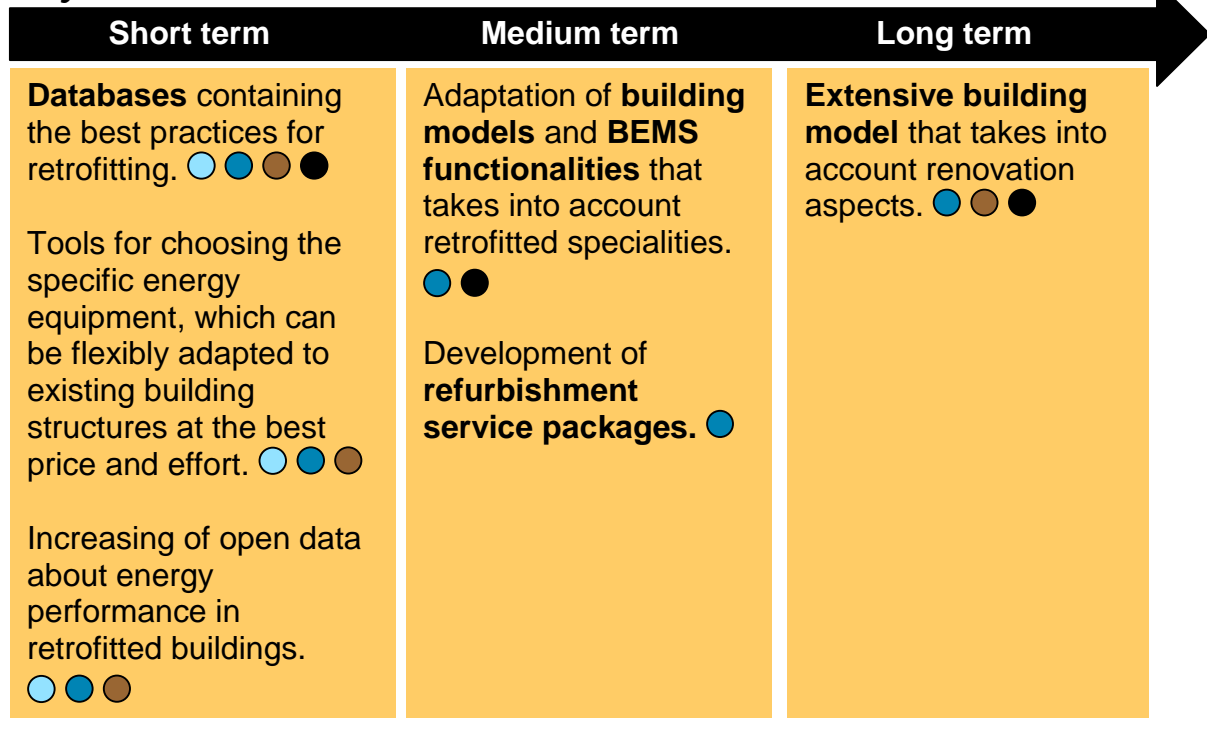 Short term
Medium term
Long term
Databases containing
the best practices for
retrofitting.
Tools for choosing the
specific energy
equipment, which can
be flexibly adapted to
existing building
structures at the best
price and effort.
Increasing of open data
about energy
performance in
retrofitted buildings.
Adaptation of building
models and BEMS
functionalities that
takes into account
retrofitted specialities.
Development of
refurbishment
service packages.
Extensive building
model that takes into
account renovation
aspects.